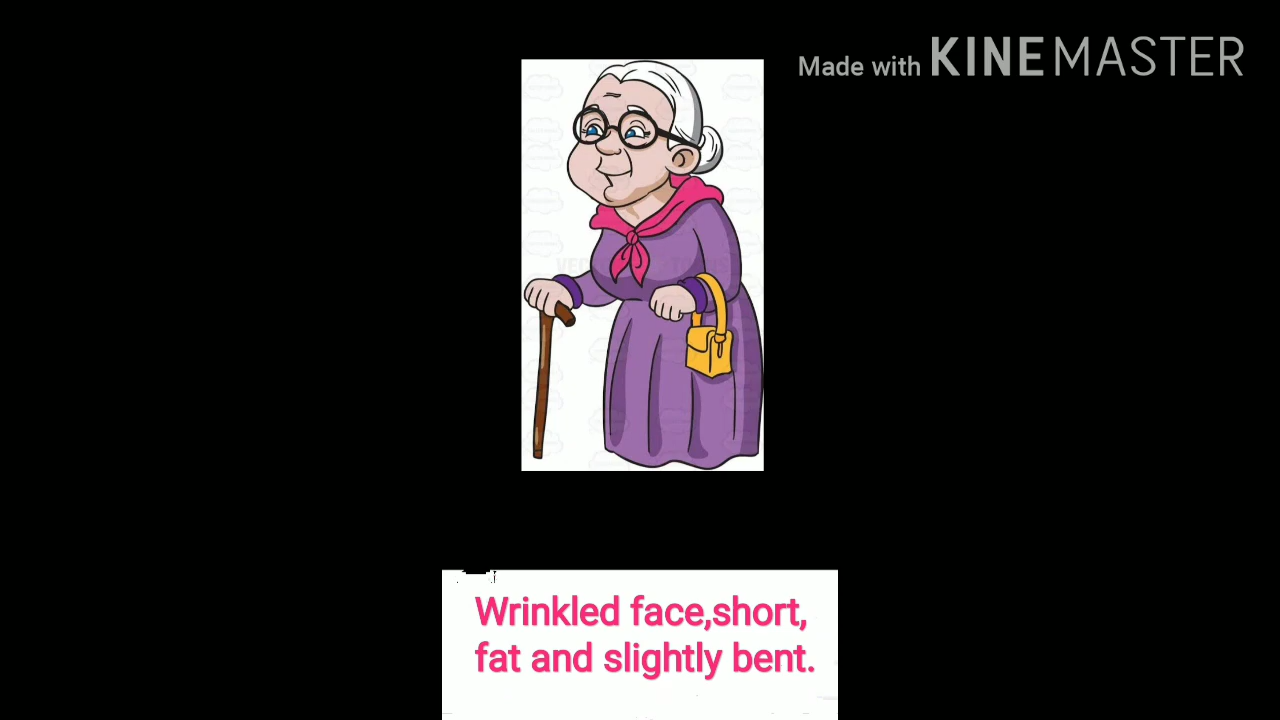 Made with KINEMASTER
Wrinkled face,short,
fat and slightly bent.